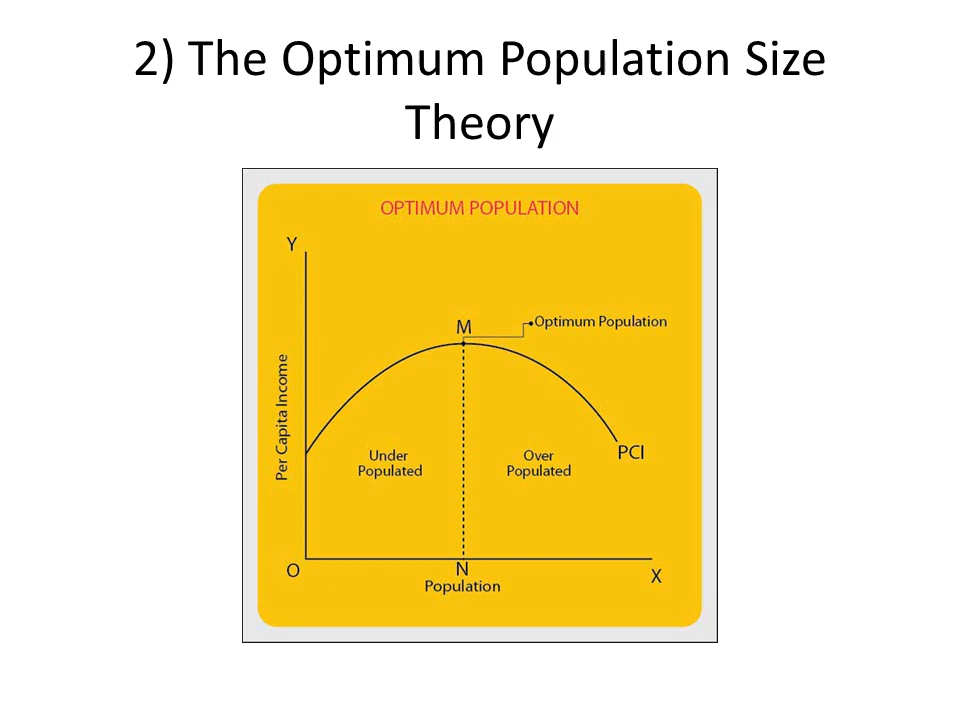 2) The Optimum Population Size
Theory
OPTIMUM POPULATION
Y
M
Optimum Population
Per Capita Income
Under
Populated
Over
Populated
PCI
O
N
X
Population